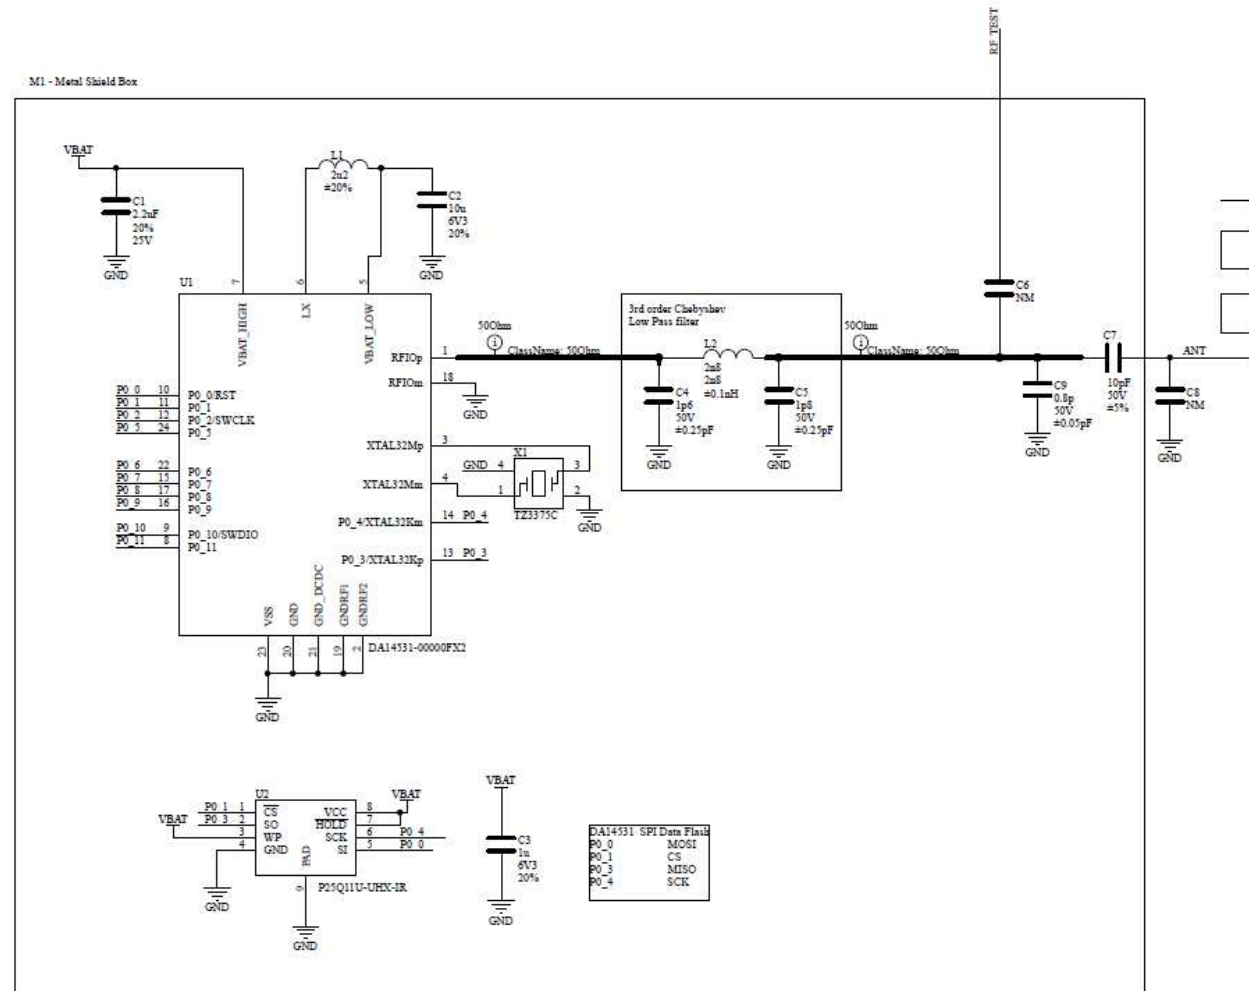 RF_TEST
M1 - Metal Shield Box
VBAT
C1
2.2uF
20%
25V
GND
L1
2u2
±20%
C2
10u
6V3
20%
GND
U1
7
6
5
VBAT_HIGH
LX
VBAT_LOW
RFIOp
1
RFIOm
18
GND
XTAL32Mp
3
XTAL32Mm
4
P0_4/XTAL32Km
14 P0_4
P0_3/XTAL32Kp
13 P0_3
P0_0 10
P0_0/RST
P0_1 11
P0_1
P0_2 12
P0_2/SWCLK
P0_5 24
P0_5
P0_6 22
P0_6
P0_7 15
P0_7
P0_8 17
P0_8
P0_9 16
P0_9
P0_10 9
P0_10/SWDIO
P0_11 8
P0_11
VSS
GND
GND_DCDC
GNDRF1
GNDRF2
23
20
21
19
2
DA14531-00000FX2
GND
X1
GND 4
3
1
2
TZ3375C
GND
50Ohm
i
ClassName: 50Ohm
3rd order Chebyshev
Low Pass filter
L2
2n8
2n8
±0.1nH
C4
1p6
50V
±0.25pF
GND
C5
1p8
50V
±0.25pF
GND
50Ohm
i
ClassName: 50Ohm
C6
NM
C7
10pF
50V
±5%
ANT
C9
0.8p
50V
±0.05pF
GND
C8
NM
GND
U2
P0_1 1
CS
P0_3 2
SO
VBAT
3
WP
4
GND
PAD
9
VCC
8
VBAT
HOLD
7
SCK
6
P0_4
SI
5
P0_0
P25Q11U-UHX-IR
GND
GND
VBAT
C3
1u
6V3
20%
GND
DA14531 SPI Data Flash
P0_0 MOSI
P0_1 CS
P0_3 MISO
P0_4 SCK